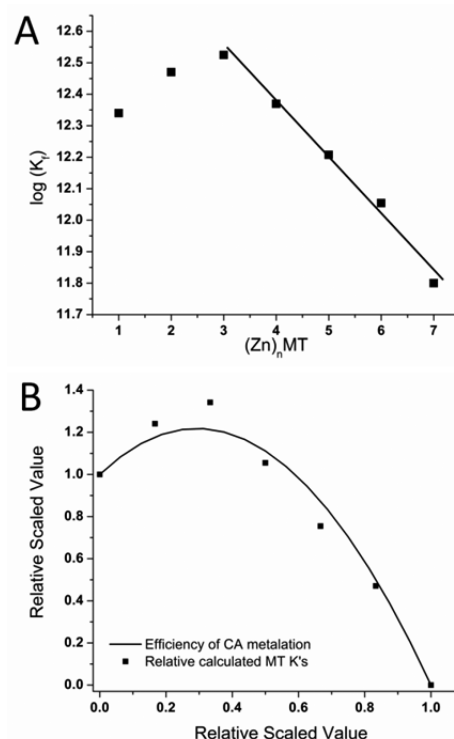 A
12.6
12.5
12.4
12.3
12.2
12.1
12.0
11.9
11.8
11.7
log (Kf)
1 2 3 4 5 6 7
(Zn)nMT
B
1.4
1.2
1.0
0.8
0.6
0.4
0.2
0.0
Relative Scaled Value
Efficiency of CA metalation
Relative calculated MT K's
0.0 0.2 0.4 0.6 0.8 1.0
Relative Scaled Value